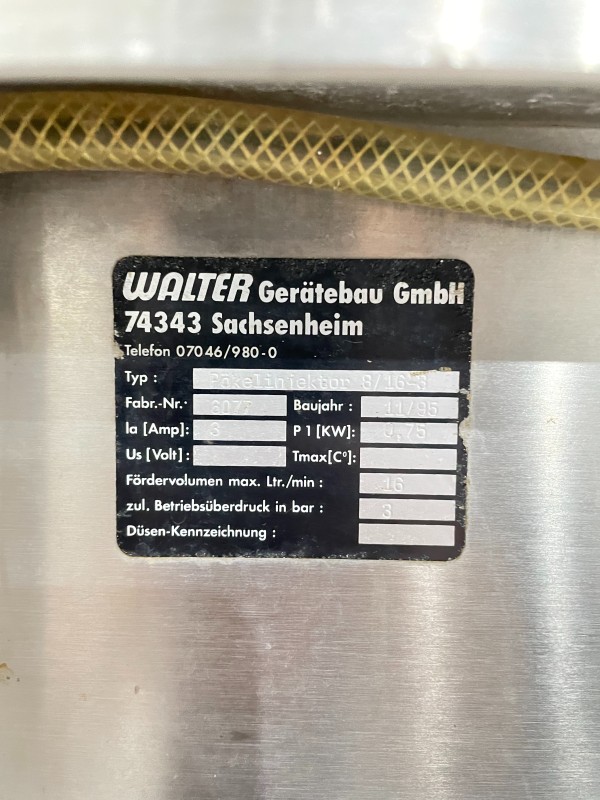 WALTER Gerätebau GmbH
74343 Sachsenheim
Telefon 07046/980-0
Typ : Pökelinjektor 8/16-3
Fabr.-Nr.: Baujahr : 11/95
Ia [Amp]: 3 P1[KW]: 0,75
Us [Volt]: Tmax[C°]:
Fördervolumen max. Ltr./min : 16
zul. Betriebsüberdruck in bar : 3
Düsen-Kennzeichnung :